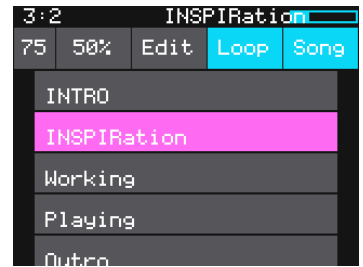 3:2 INSPIRation
75 50% Edit Loop Song
INTRO
INSPIRation
Working
Playing
Outro